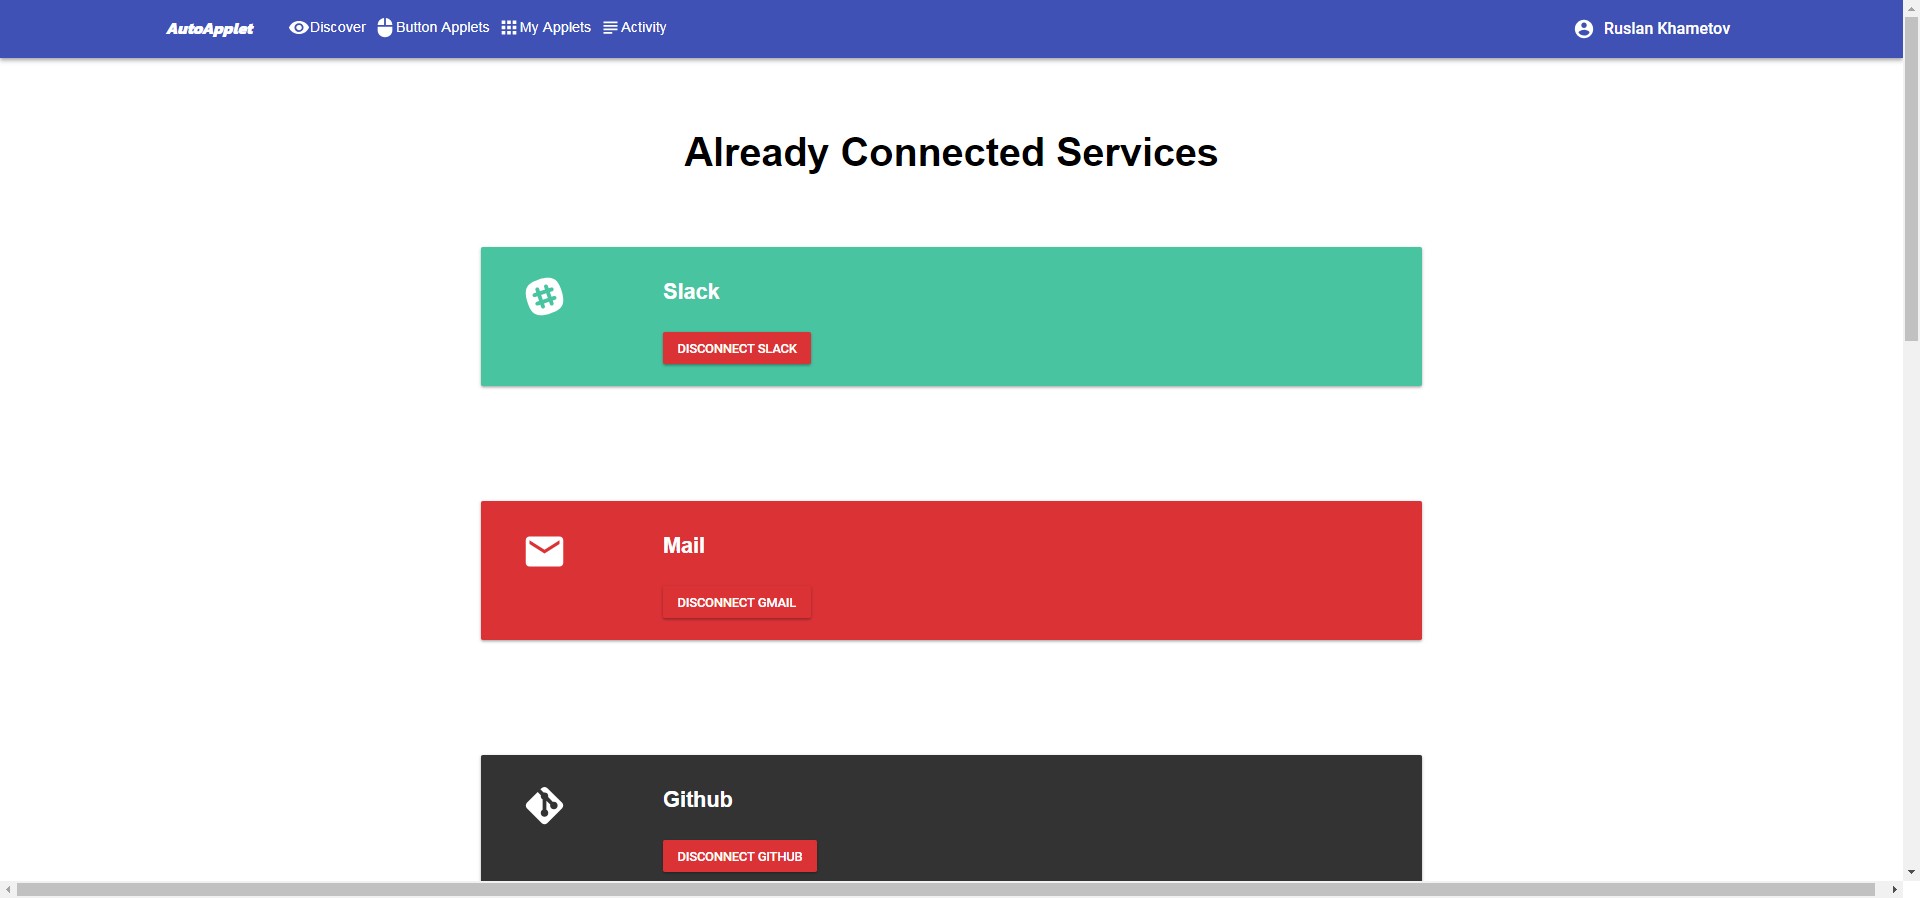 AutoApplet Discover Button Applets My Applets Activity Ruslan Khametov
Already Connected Services
Slack
DISCONNECT SLACK
Mail
DISCONNECT GMAIL
Github
DISCONNECT GITHUB